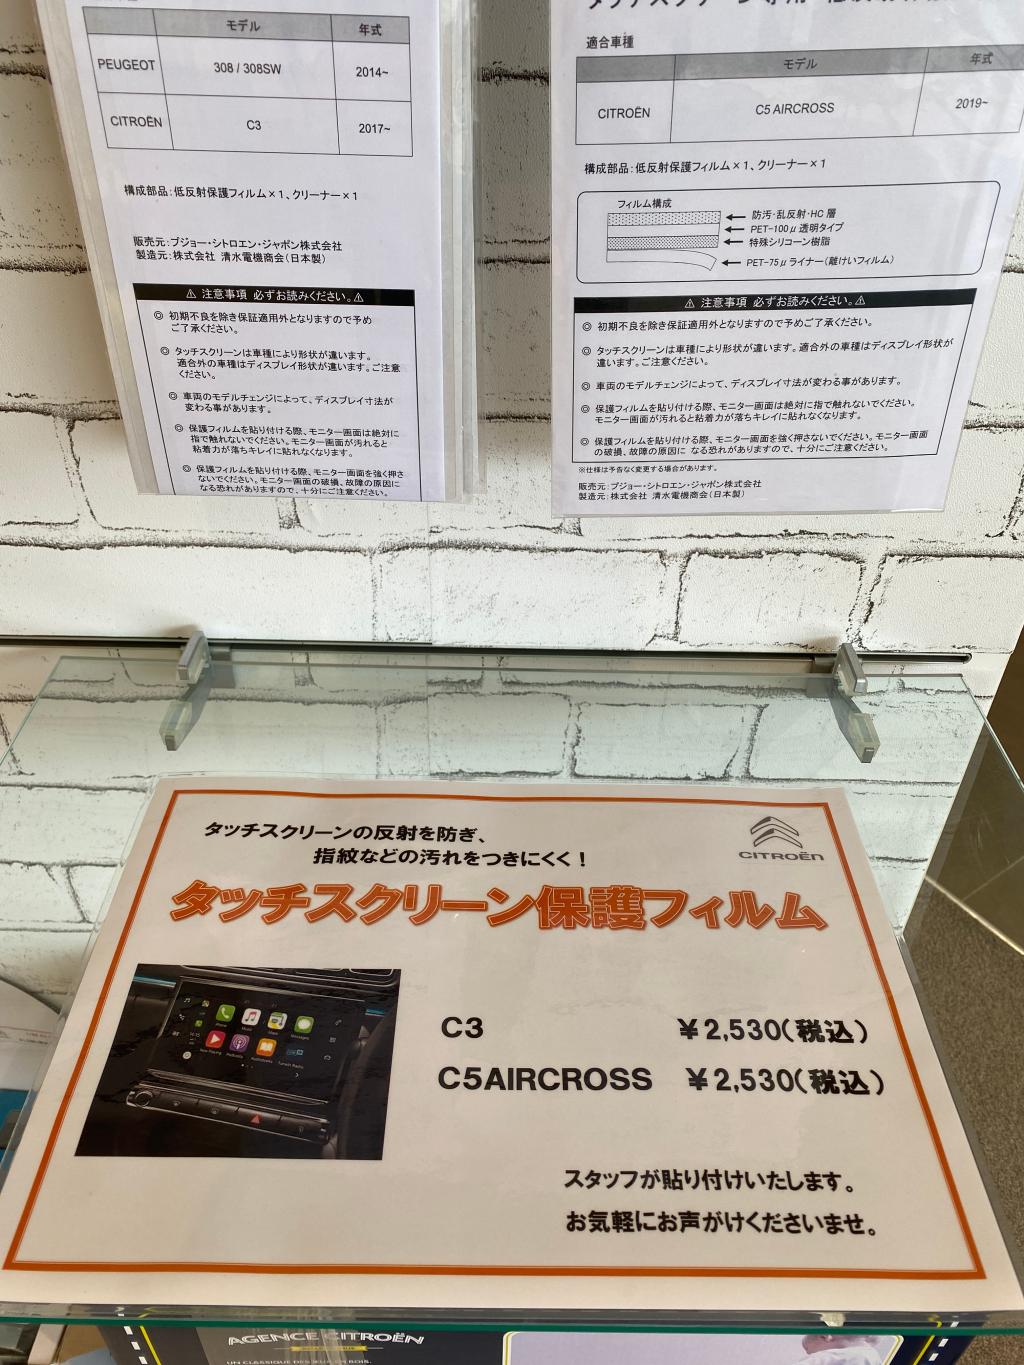 モデル 年式
PEUGEOT 308 / 308SW 2014~
CITROËN C3 2017~
構成部品:低反射保護フィルム×1、クリーナー×1
販売元:プジョー・シトロエン・ジャポン株式会社
製造元:株式会社 清水電機商会(日本製)
⚠ 注意事項 必ずお読みください。⚠
◎ 初期不良を除き保証適用外となりますので予め
ご了承ください。
◎ タッチスクリーンは車種により形状が違います。
適合外の車種はディスプレイ形状が違います。ご注意
ください。
◎ 車両のモデルチェンジによって、ディスプレイ寸法が
変わる事があります。
◎ 保護フィルムを貼り付ける際、モニター画面は絶対に
指で触れないでください。モニター画面が汚れると
粘着力が落ちキレイに貼れなくなります。
◎ 保護フィルムを貼り付ける際、モニター画面を強く押さ
ないでください。モニター画面の破損、故障の原因に
なる恐れがありますので、十分にご注意ください。
適合車種
モデル 年式
CITROËN C5 AIRCROSS 2019~
構成部品:低反射保護フィルム×1、クリーナー×1
フィルム構成
防汚・乱反射・HC 層
PET-100μ透明タイプ
特殊シリコーン樹脂
PET-75μライナー(離けいフィルム)
⚠ 注意事項 必ずお読みください。⚠
◎ 初期不良を除き保証適用外となりますので予めご了承ください。
◎ タッチスクリーンは車種により形状が違います。適合外の車種はディスプレイ形状が
違います。ご注意ください。
◎ 車両のモデルチェンジによって、ディスプレイ寸法が変わる事があります。
◎ 保護フィルムを貼り付ける際、モニター画面は絶対に指で触れないでください。
モニター画面が汚れると粘着力が落ちキレイに貼れなくなります。
◎ 保護フィルムを貼り付ける際、モニター画面を強く押さないでください。モニター画面
の破損、故障の原因に なる恐れがありますので、十分にご注意ください。
※仕様は予告なく変更する場合があります。
販売元:プジョー・シトロエン・ジャポン株式会社
製造元:株式会社 清水電機商会(日本製)
タッチスクリーンの反射を防ぎ、
指紋などの汚れをつきにくく!
CITROËN
タッチスクリーン保護フィルム
Phone Music Maps Messages
Now Playing Podcasts Audiobooks
C3 ¥2,530(税込)
C5AIRCROSS ¥2,530(税込)
スタッフが貼り付けいたします。
お気軽にお声がけくださいませ。
AGENCE CITROËN
UN CLASSIQUE DES JEUX EN BOIS.